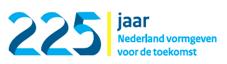 225 jaar
Nederland vormgeven
voor de toekomst